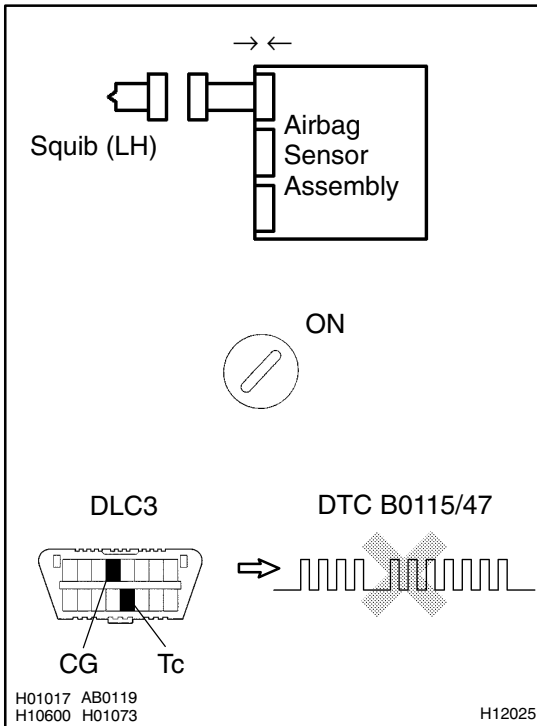 Squib (LH)
Airbag
Sensor
Assembly
ON
DLC3
DTC B0115/47
CG
Tc
H01017 AB0119
H10600 H01073
H12025